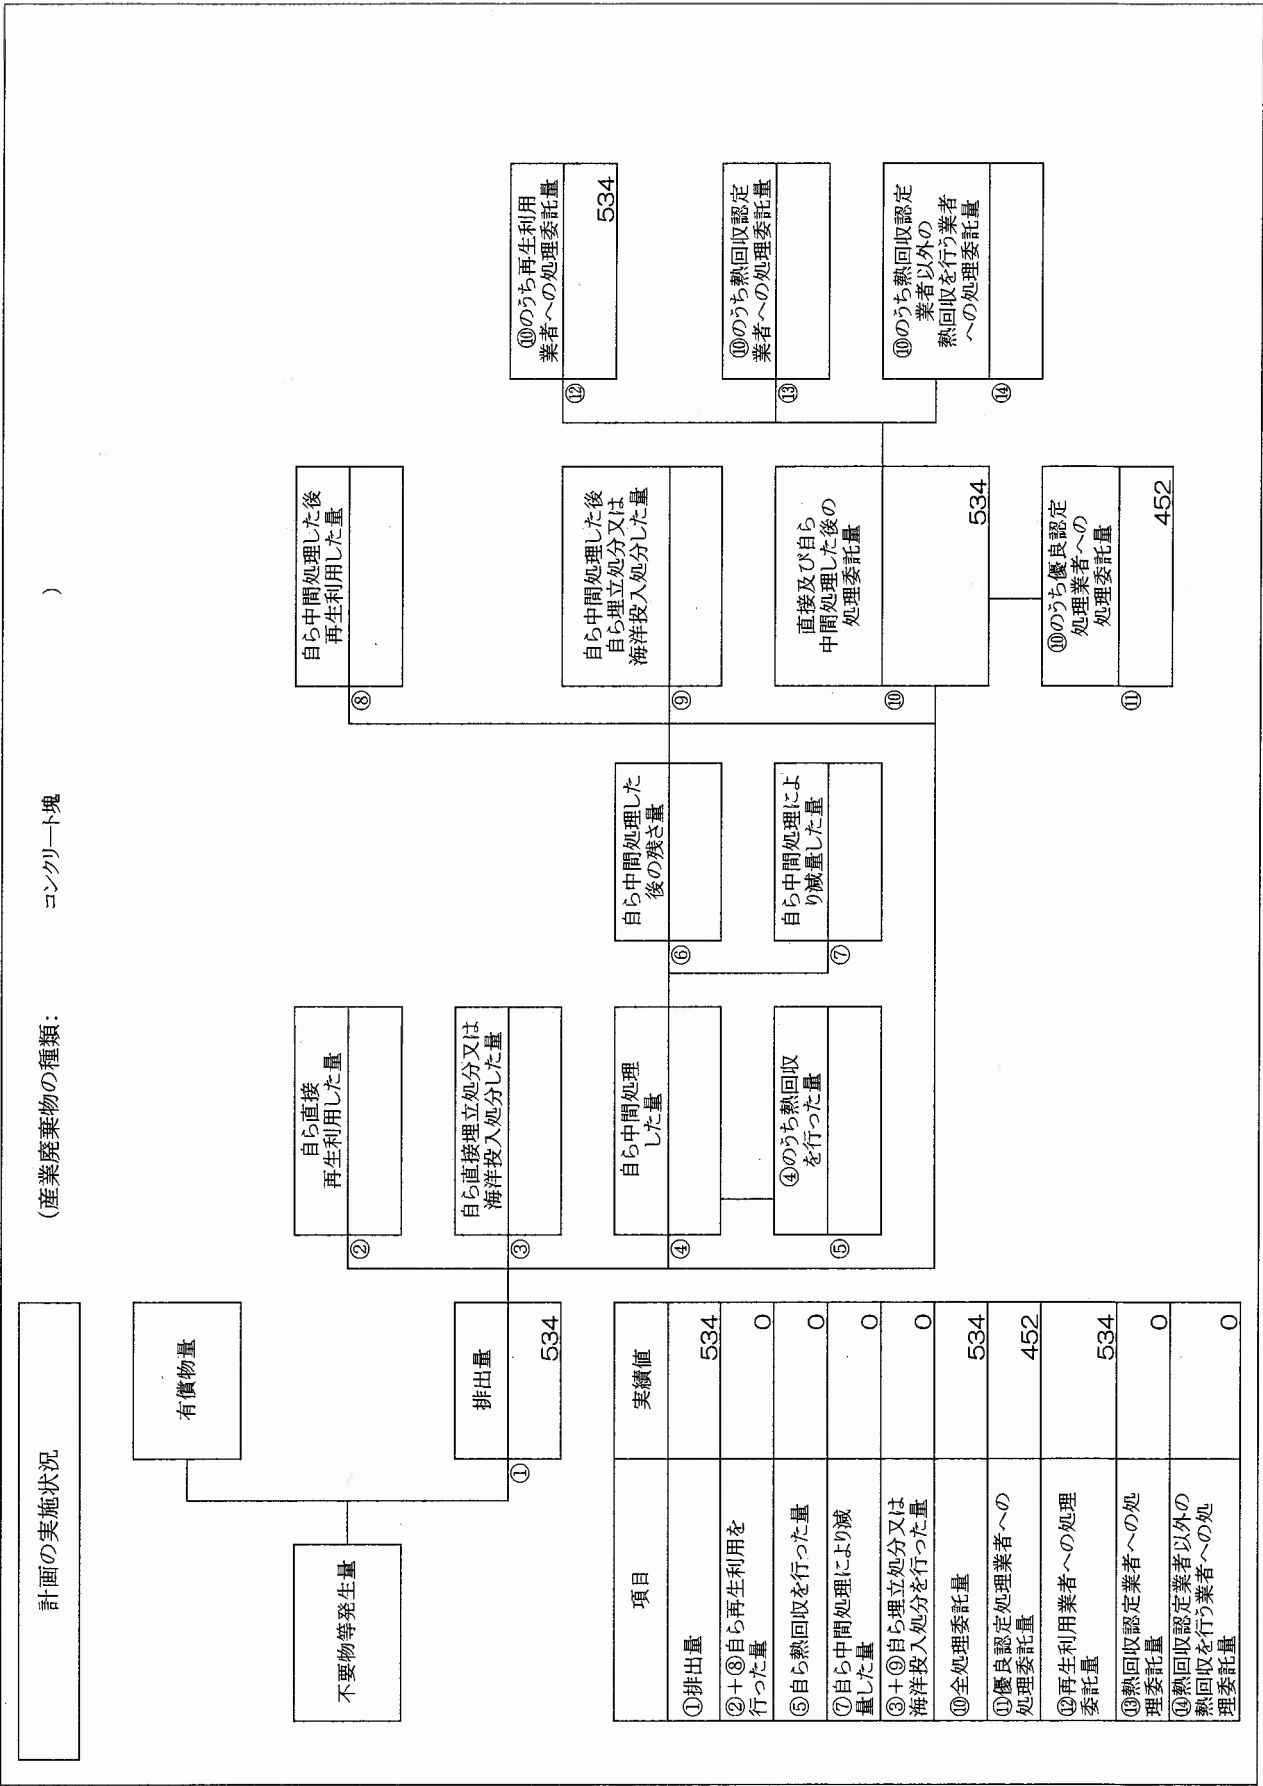 計画の実施状況
(産業廃棄物の種類: コンクリート塊 )
不要物等発生量
有償物量
排出量
①
534
自ら直接
再生利用した量
②
自ら直接埋立処分又は
海洋投入処分した量
③
自ら中間処理
した量
④
④のうち熱回収
を行った量
⑤
自ら中間処理した
後の残さ量
⑥
自ら中間処理によ
り減量した量
⑦
自ら中間処理した後
再生利用した量
⑧
自ら中間処理した後
自ら埋立処分又は
海洋投入処分した量
⑨
直接及び自ら
中間処理した後の
処理委託量
⑩
534
⑩のうち優良認定
処理業者への
処理委託量
⑪
452
⑩のうち再生利用
業者への処理委託量
⑫
534
⑩のうち熱回収認定
業者への処理委託量
⑬
⑩のうち熱回収認定
業者以外の
熱回収を行う業者
への処理委託量
⑭
項目 実績値
①排出量 534
②+⑧自ら再生利用を
行った量 0
⑤自ら熱回収を行った量 0
⑦自ら中間処理により減
量した量 0
③+⑨自ら埋立処分又は
海洋投入処分を行った量 0
⑩全処理委託量 534
⑪優良認定処理業者への
処理委託量 452
⑫再生利用業者への処理
委託量 534
⑬熱回収認定業者への処
理委託量 0
⑭熱回収認定業者以外の
熱回収を行う業者への処
理委託量 0